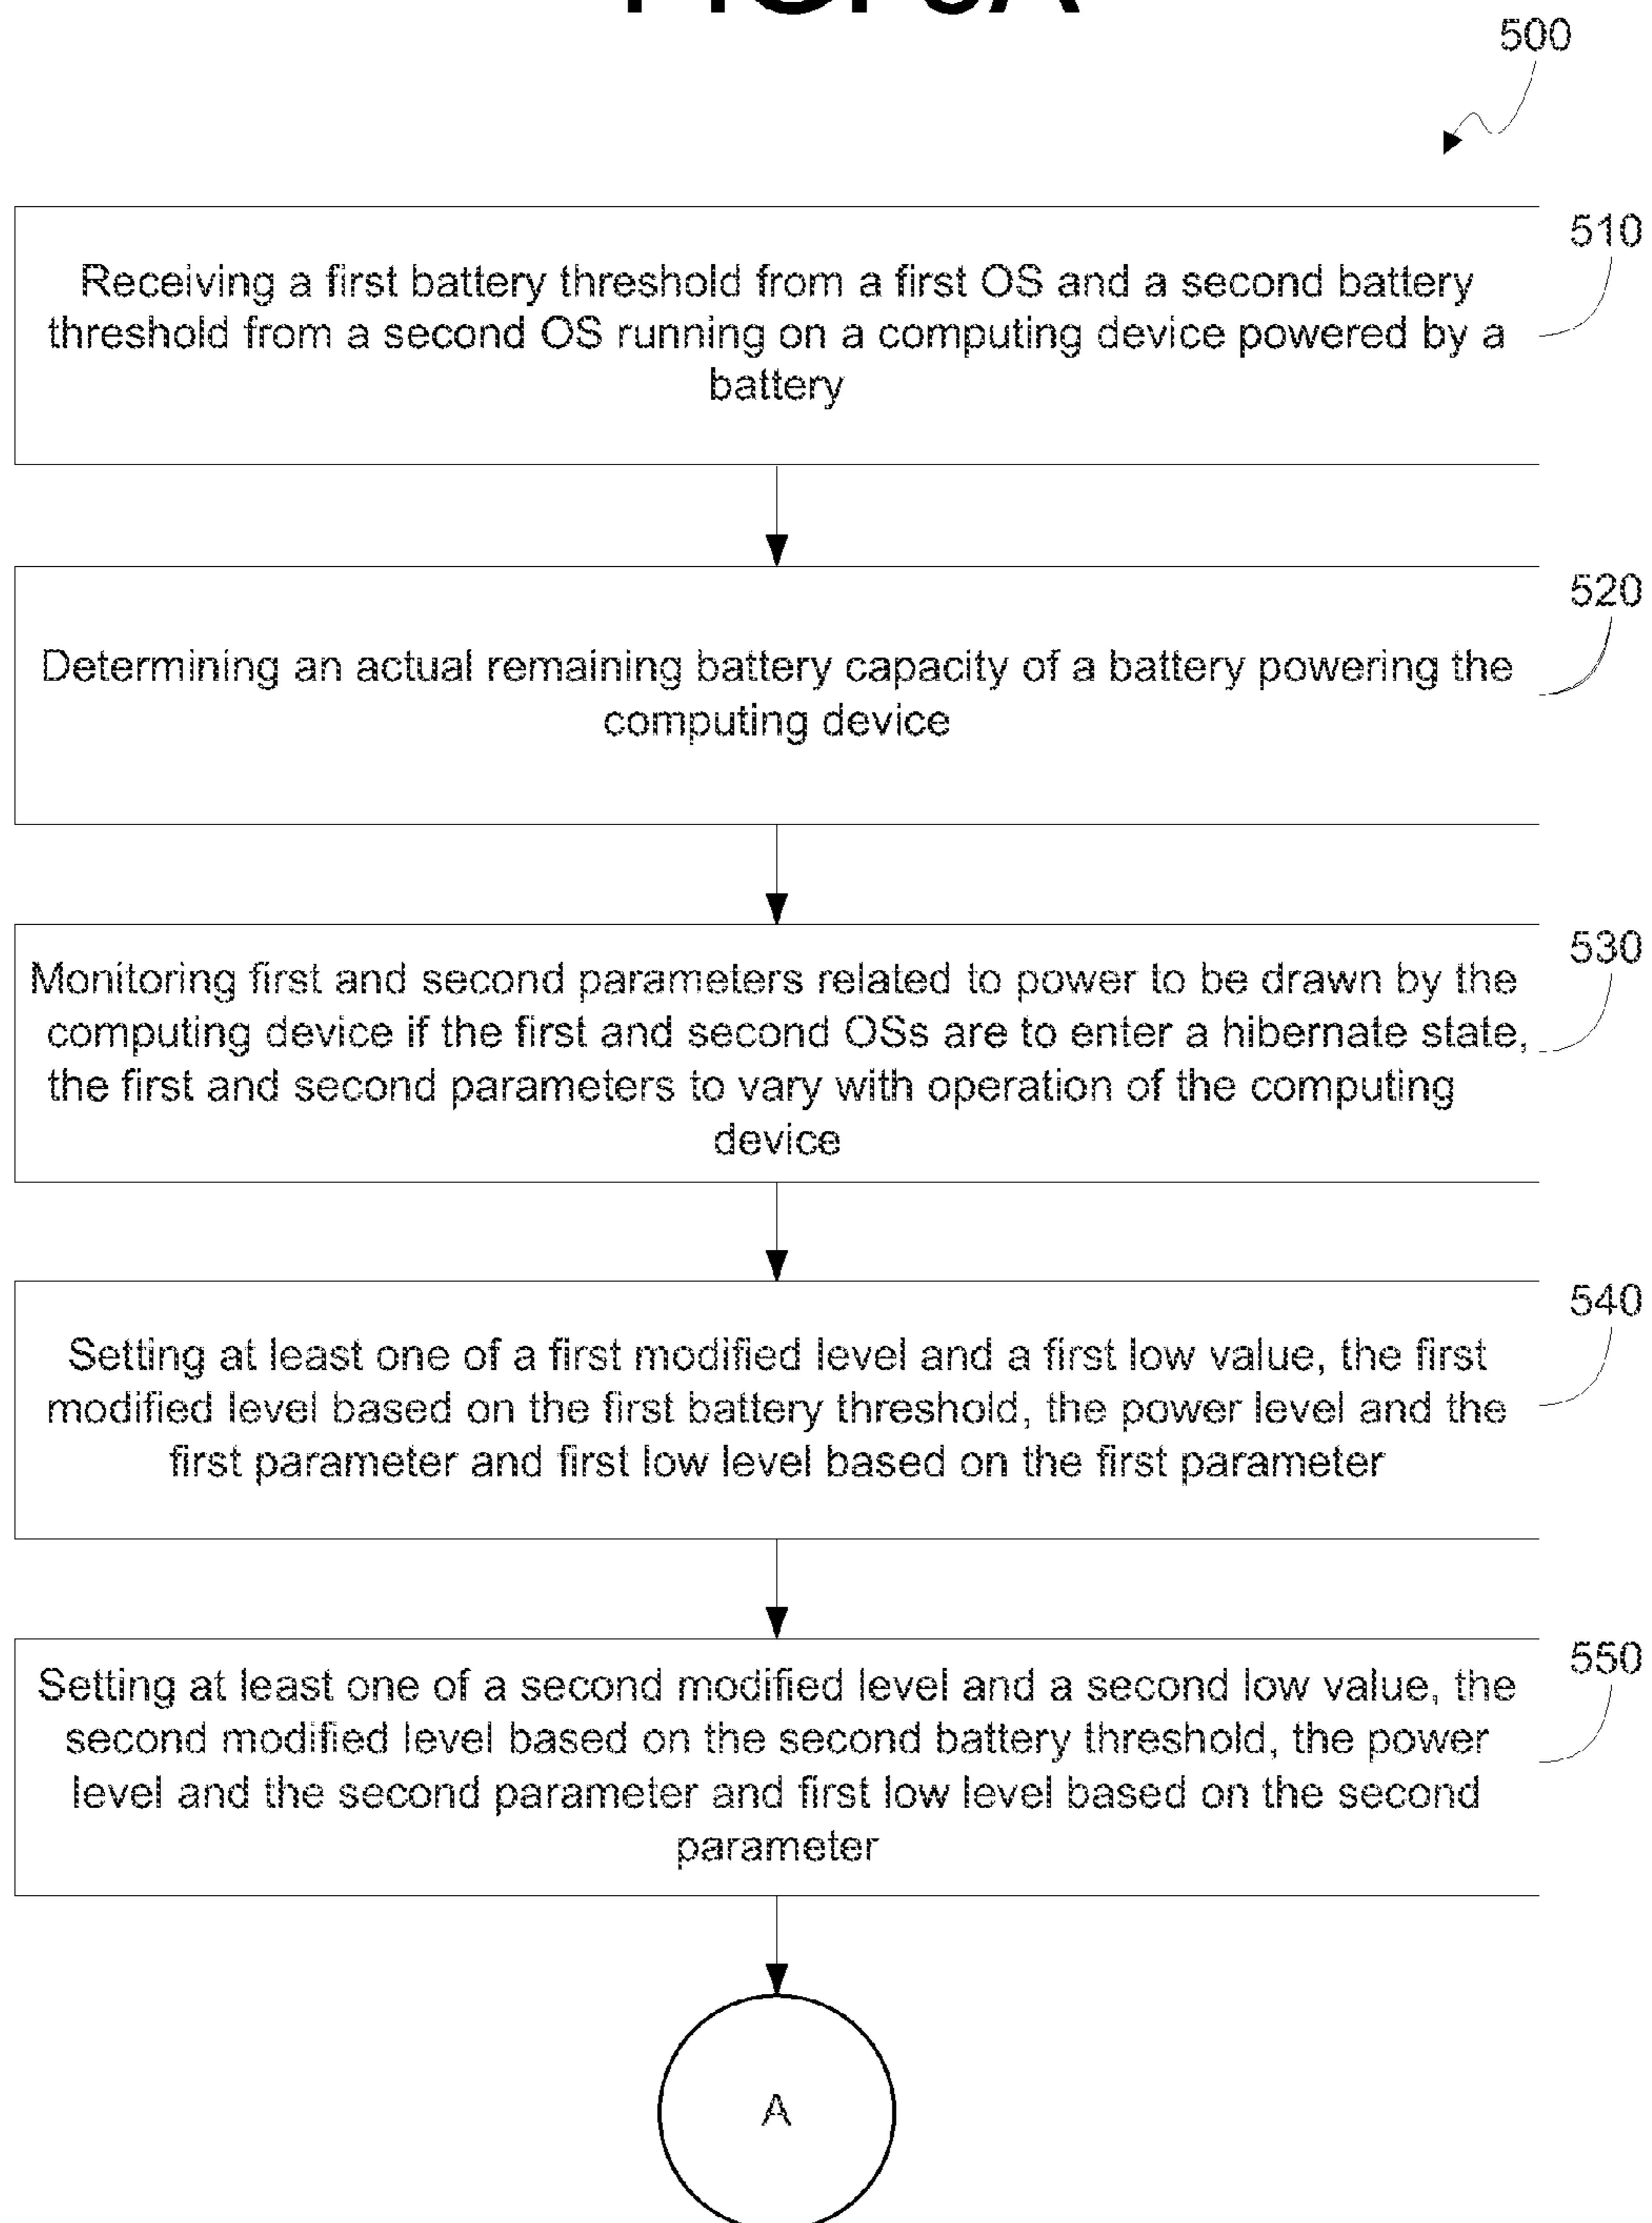 500
510
Receiving a first battery threshold from a first OS and a second battery
threshold from a second OS running on a computing device powered by a
battery
520
Determining an actual remaining battery capacity of a battery powering the
computing device
530
Monitoring first and second parameters related to power to be drawn by the
computing device if the first and second OSs are to enter a hibernate state,
the first and second parameters to vary with operation of the computing
device
540
Setting at least one of a first modified level and a first low value, the first
modified level based on the first battery threshold, the power level and the
first parameter and first low level based on the first parameter
550
Setting at least one of a second modified level and a second low value, the
second modified level based on the second battery threshold, the power
level and the second parameter and first low level based on the second
parameter
A